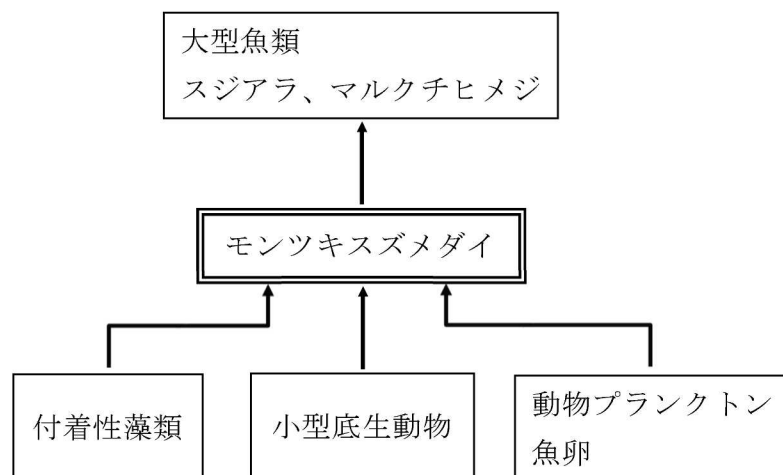 大型魚類
スジアラ、マルクチヒメジ
モンツキスズメダイ
付着性藻類
小型底生動物
動物プランクトン
魚卵